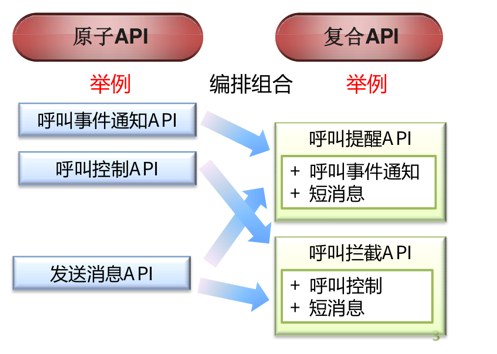 原子API
复合API
举例
编排组合
举例
呼叫事件通知API
呼叫控制API
发送消息API
呼叫提醒API
+ 呼叫事件通知
+ 短消息
呼叫拦截API
+ 呼叫控制
+ 短消息
3